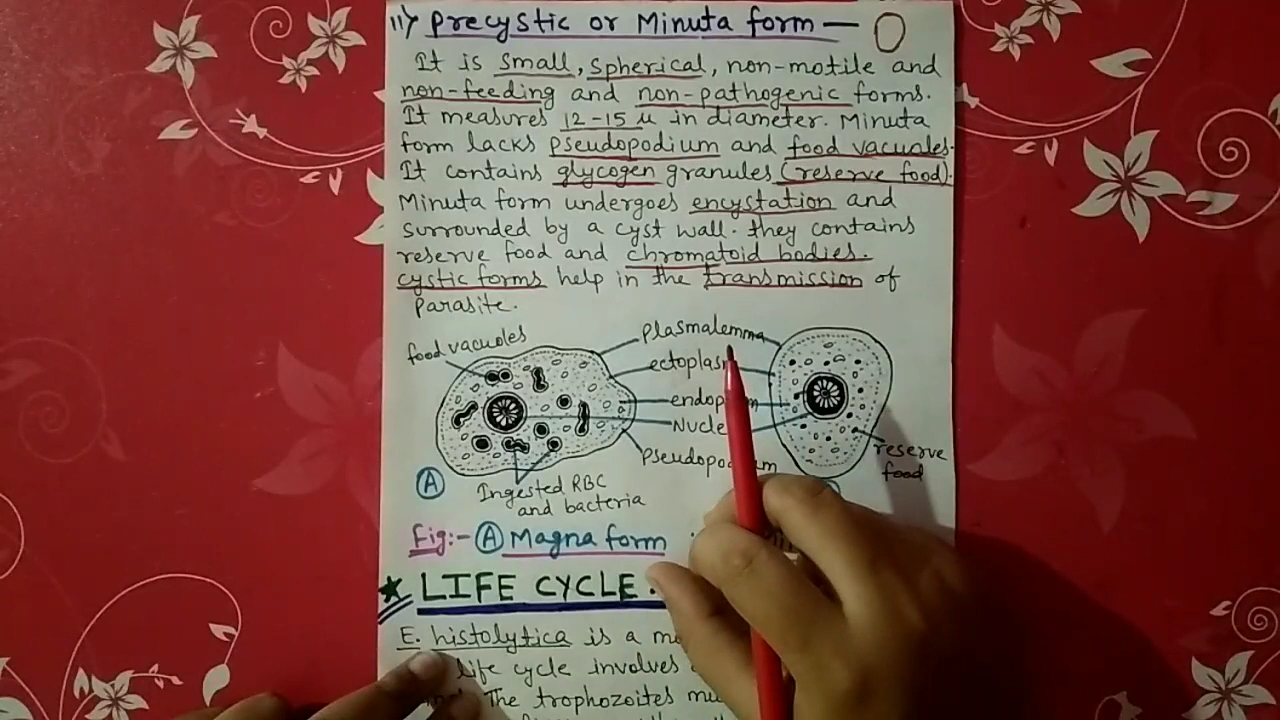 ii) Precystic or Minuta form —
It is small, spherical, non-motile and
non-feeding and non-pathogenic forms.
It measures 12-15 µ in diameter. Minuta
form lacks pseudopodium and food vacuoles.
It contains glycogen granules (reserve food).
Minuta form undergoes encystation and
surrounded by a cyst wall. they contains
reserve food and chromatoid bodies.
cystic forms help in the transmission of
parasite.
food vacuoles
plasmalemma
ectoplasm
Nucle
Pseudopodium
reserve
food
A
Ingested RBC
and bacteria
Fig:- A Magna form
★ LIFE CYCLE.
E. histolytica is a
life cycle involves
The trophozoites